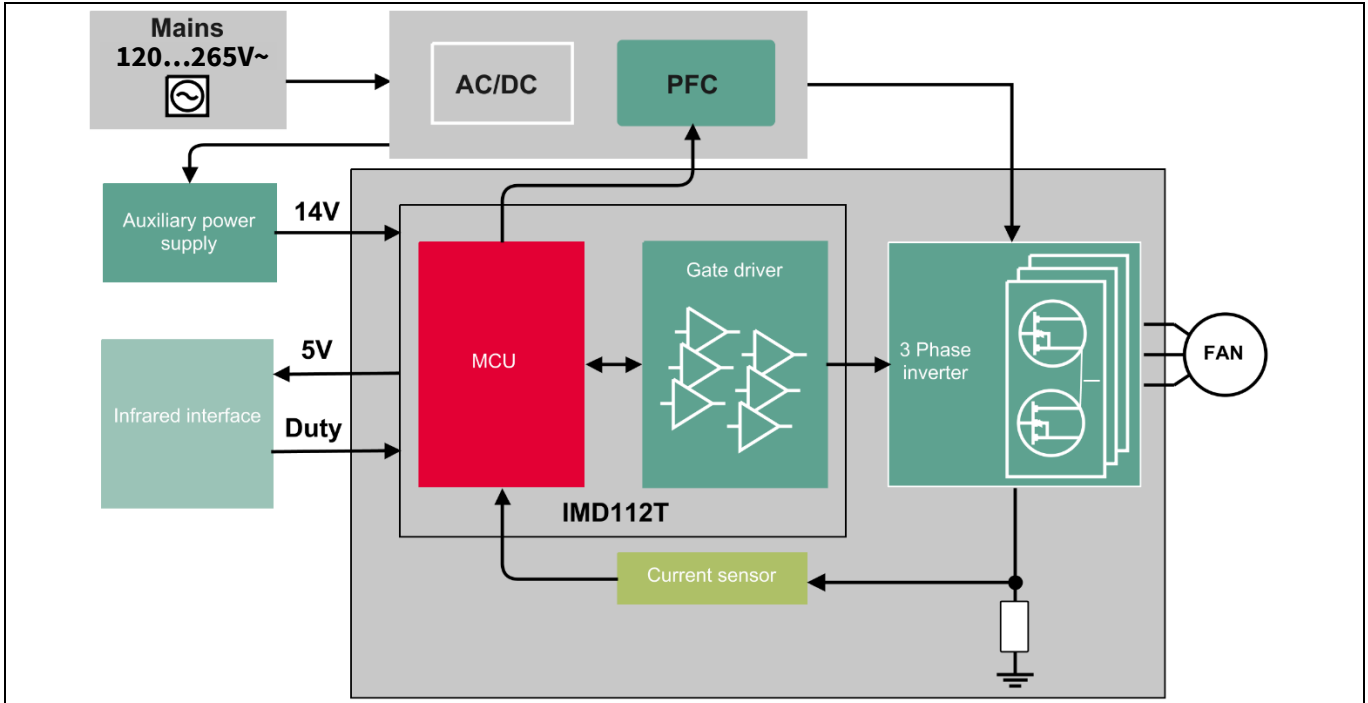 Mains
120...265V~
AC/DC
PFC
Auxiliary power
supply
14V
MCU
Gate driver
3 Phase
inverter
FAN
5V
Infrared interface
Duty
IMD112T
Current sensor